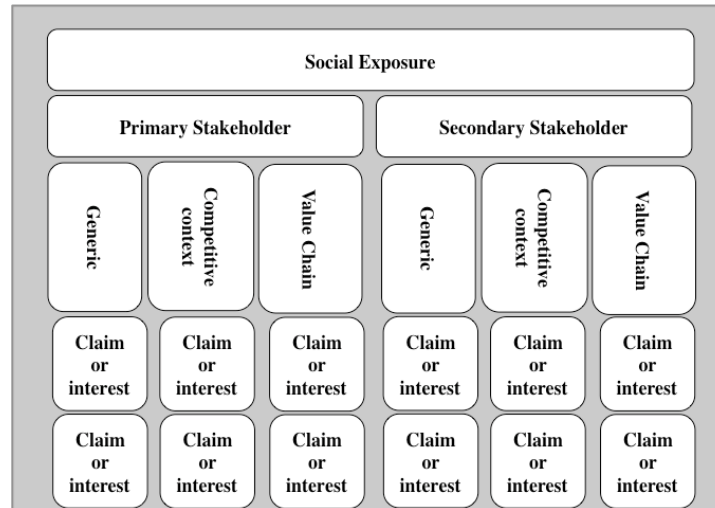 Social Exposure
Primary Stakeholder
Secondary Stakeholder
Generic
Competitive
context
Value Chain
Generic
Competitive
context
Value Chain
Claim
or
interest
Claim
or
interest
Claim
or
interest
Claim
or
interest
Claim
or
interest
Claim
or
interest
Claim
or
interest
Claim
or
interest
Claim
or
interest
Claim
or
interest
Claim
or
interest
Claim
or
interest